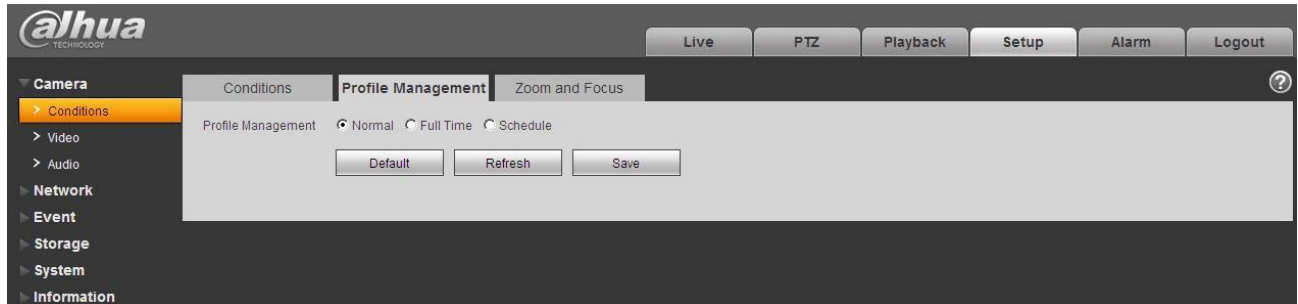 alhua
TECHNOLOGY
Live PTZ Playback Setup Alarm Logout
Camera
> Conditions
> Video
> Audio
Network
Event
Storage
System
Information
Conditions Profile Management Zoom and Focus
?
Profile Management Normal Full Time Schedule
Default Refresh Save